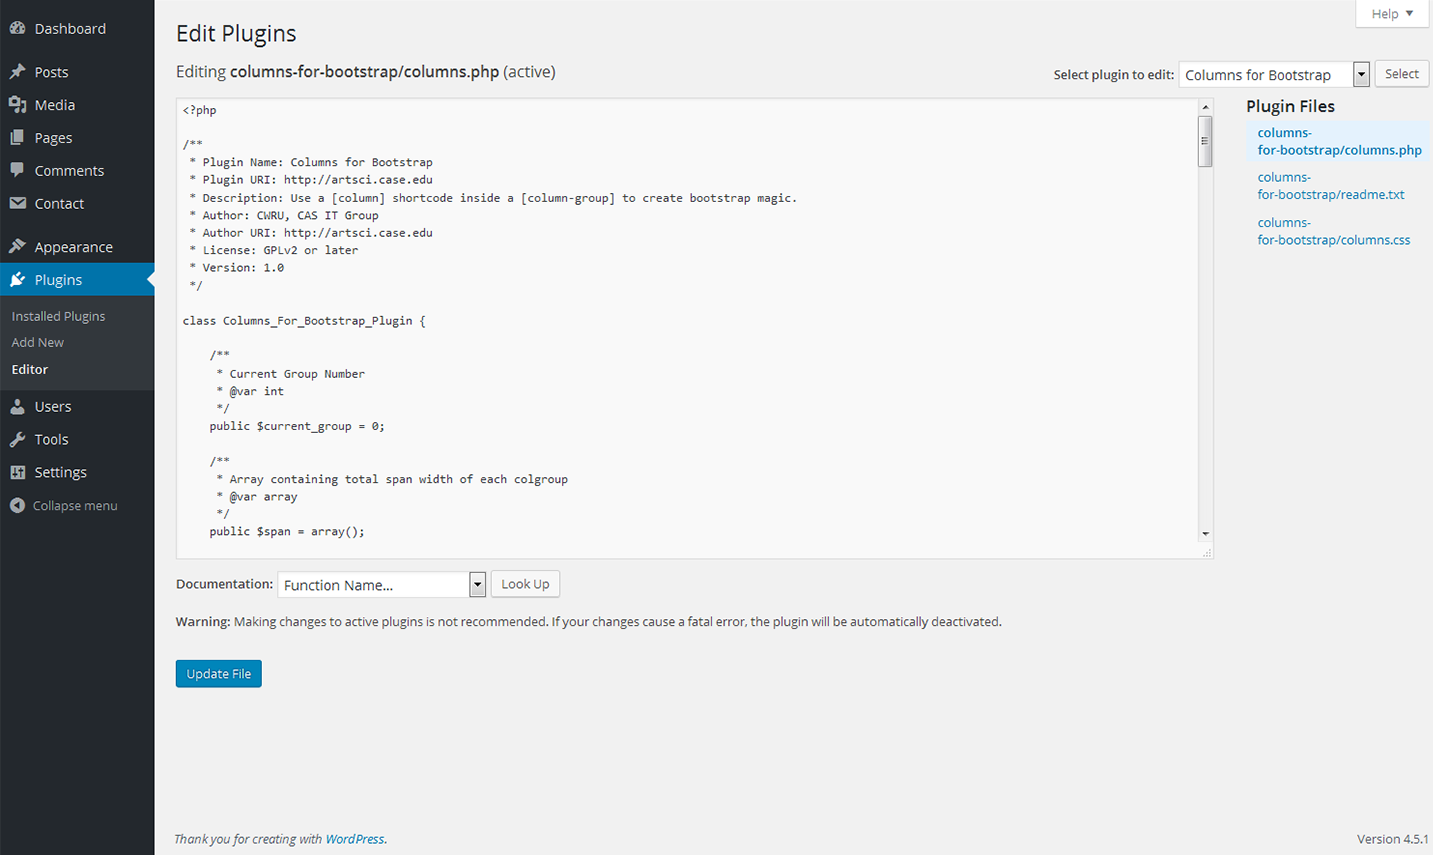 Dashboard
Posts
Media
Pages
Comments
Contact
Appearance
Plugins
Installed Plugins
Add New
Editor
Users
Tools
Settings
Collapse menu
Help
Edit Plugins
Editing columns-for-bootstrap/columns.php (active)
Select plugin to edit: Columns for Bootstrap Select
<?php
/**
* Plugin Name: Columns for Bootstrap
* Plugin URI: http://artsci.case.edu
* Description: Use a [column] shortcode inside a [column-group] to create bootstrap magic.
* Author: CWRU, CAS IT Group
* Author URI: http://artsci.case.edu
* License: GPLv2 or later
* Version: 1.0
*/
class Columns_For_Bootstrap_Plugin {
/**
* Current Group Number
* @var int
*/
public $current_group = 0;
/**
* Array containing total span width of each colgroup
* @var array
*/
public $span = array();
Plugin Files
columns-
for-bootstrap/columns.php
columns-
for-bootstrap/readme.txt
columns-
for-bootstrap/columns.css
Documentation: Function Name... Look Up
Warning: Making changes to active plugins is not recommended. If your changes cause a fatal error, the plugin will be automatically deactivated.
Update File
Thank you for creating with WordPress.
Version 4.5.1